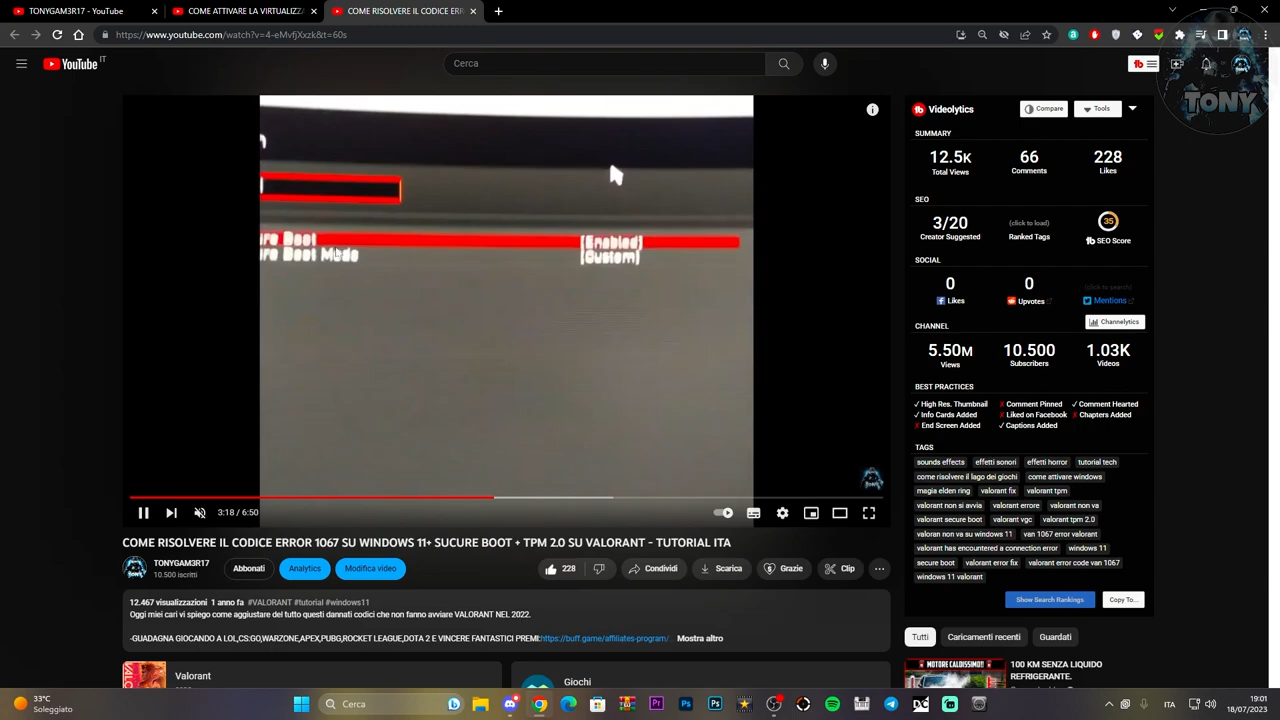 TONYGAM3R17 - YouTube
COME ATTIVARE LA VIRTUALIZZA
COME RISOLVERE IL CODICE ERR
https://www.youtube.com/watch?v=4-eMvfjXxzk&t=60s
YouTube IT
Cerca
TONY
Videolytics
Compare
Tools
SUMMARY
12.5K 66 228
Total Views Comments Likes
SEO
3/20 (click to load) 35
Creator Suggested Ranked Tags SEO Score
SOCIAL
0 0 (click to search)
Likes Upvotes Mentions
CHANNEL
Channelytics
5.50M 10.500 1.03K
Views Subscribers Videos
BEST PRACTICES
✓ High Res. Thumbnail ✗ Comment Pinned ✓ Comment Hearted
✓ Info Cards Added ✗ Liked on Facebook ✗ Chapters Added
✗ End Screen Added ✓ Captions Added
TAGS
sounds effects effetti sonori effetti horror tutorial tech
come risolvere il lago dei giochi come attivare windows
magia elden ring valorant fix valorant tpm
valorant non si avvia valorant errore valorant non va
valorant secure boot valorant vgc valorant tpm 2.0
valoran non va su windows 11 van 1067 error valorant
valorant has encountered a connection error windows 11
secure boot valorant error fix valorant error code van 1067
windows 11 valorant
Show Search Rankings Copy To...
ure Boot [Enabled]
ure Boot Mode [Custom]
3:18 / 6:50
COME RISOLVERE IL CODICE ERROR 1067 SU WINDOWS 11+ SUCURE BOOT + TPM 2.0 SU VALORANT - TUTORIAL ITA
TONYGAM3R17
10.500 iscritti
Abbonati
Analytics
Modifica video
228
Condividi
Scarica
Grazie
Clip
12.467 visualizzazioni 1 anno fa #VALORANT #tutorial #windows11
Oggi miei cari vi spiego come aggiustare del tutto questi dannati codici che non fanno avviare VALORANT NEL 2022.
-GUADAGNA GIOCANDO A LOL,CS:GO,WARZONE,APEX,PUBG,ROCKET LEAGUE,DOTA 2 E VINCERE FANTASTICI PREMI:https://buff.game/affiliates-program/ Mostra altro
Valorant
Giochi
Tutti Caricamenti recenti Guardati
MOTORE CALDISSIMO!!
100 KM SENZA LIQUIDO
REFRIGERANTE.
33°C
Soleggiato
Cerca
ITA
19:01
18/07/2023